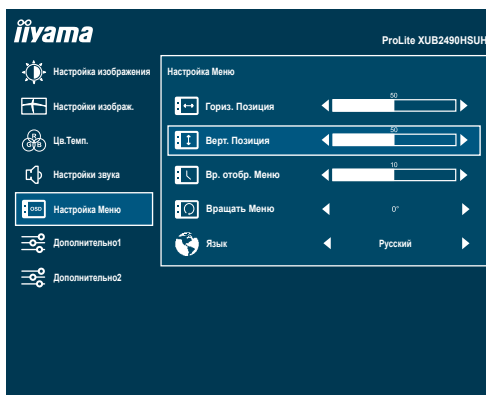 iiyama
ProLite XUB2490HSUH
Настройка изображения
Настройки изображ.
R
G B
Цв.Темп.
Настройки звука
OSD
Настройка Меню
Дополнительно1
Дополнительно2
Настройка Меню
Гориз. Позиция
50
Верт. Позиция
50
Вр. отобр. Меню
10
Вращать Меню
0°
Язык
Русский